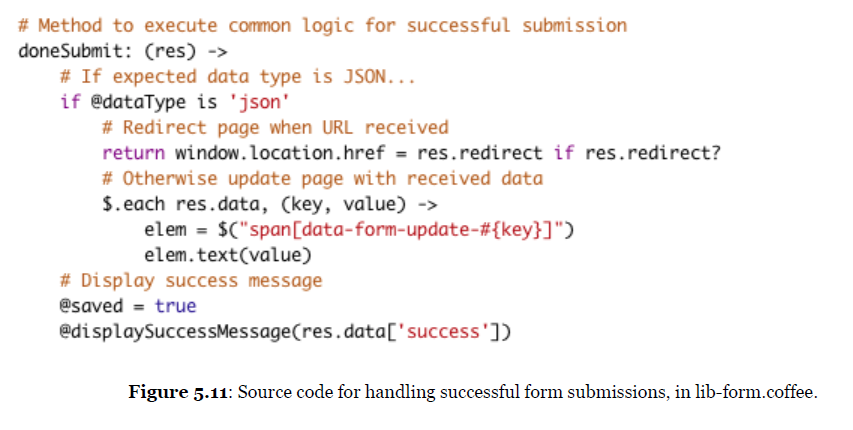 # Method to execute common logic for successful submission
doneSubmit: (res) ->
    # If expected data type is JSON...
    if @dataType is 'json'
        # Redirect page when URL received
        return window.location.href = res.redirect if res.redirect?
        # Otherwise update page with received data
        $.each res.data, (key, value) ->
            elem = $("span[data-form-update-#{key}]")
            elem.text(value)
    # Display success message
    @saved = true
    @displaySuccessMessage(res.data['success'])
Figure 5.11: Source code for handling successful form submissions, in lib-form.coffee.